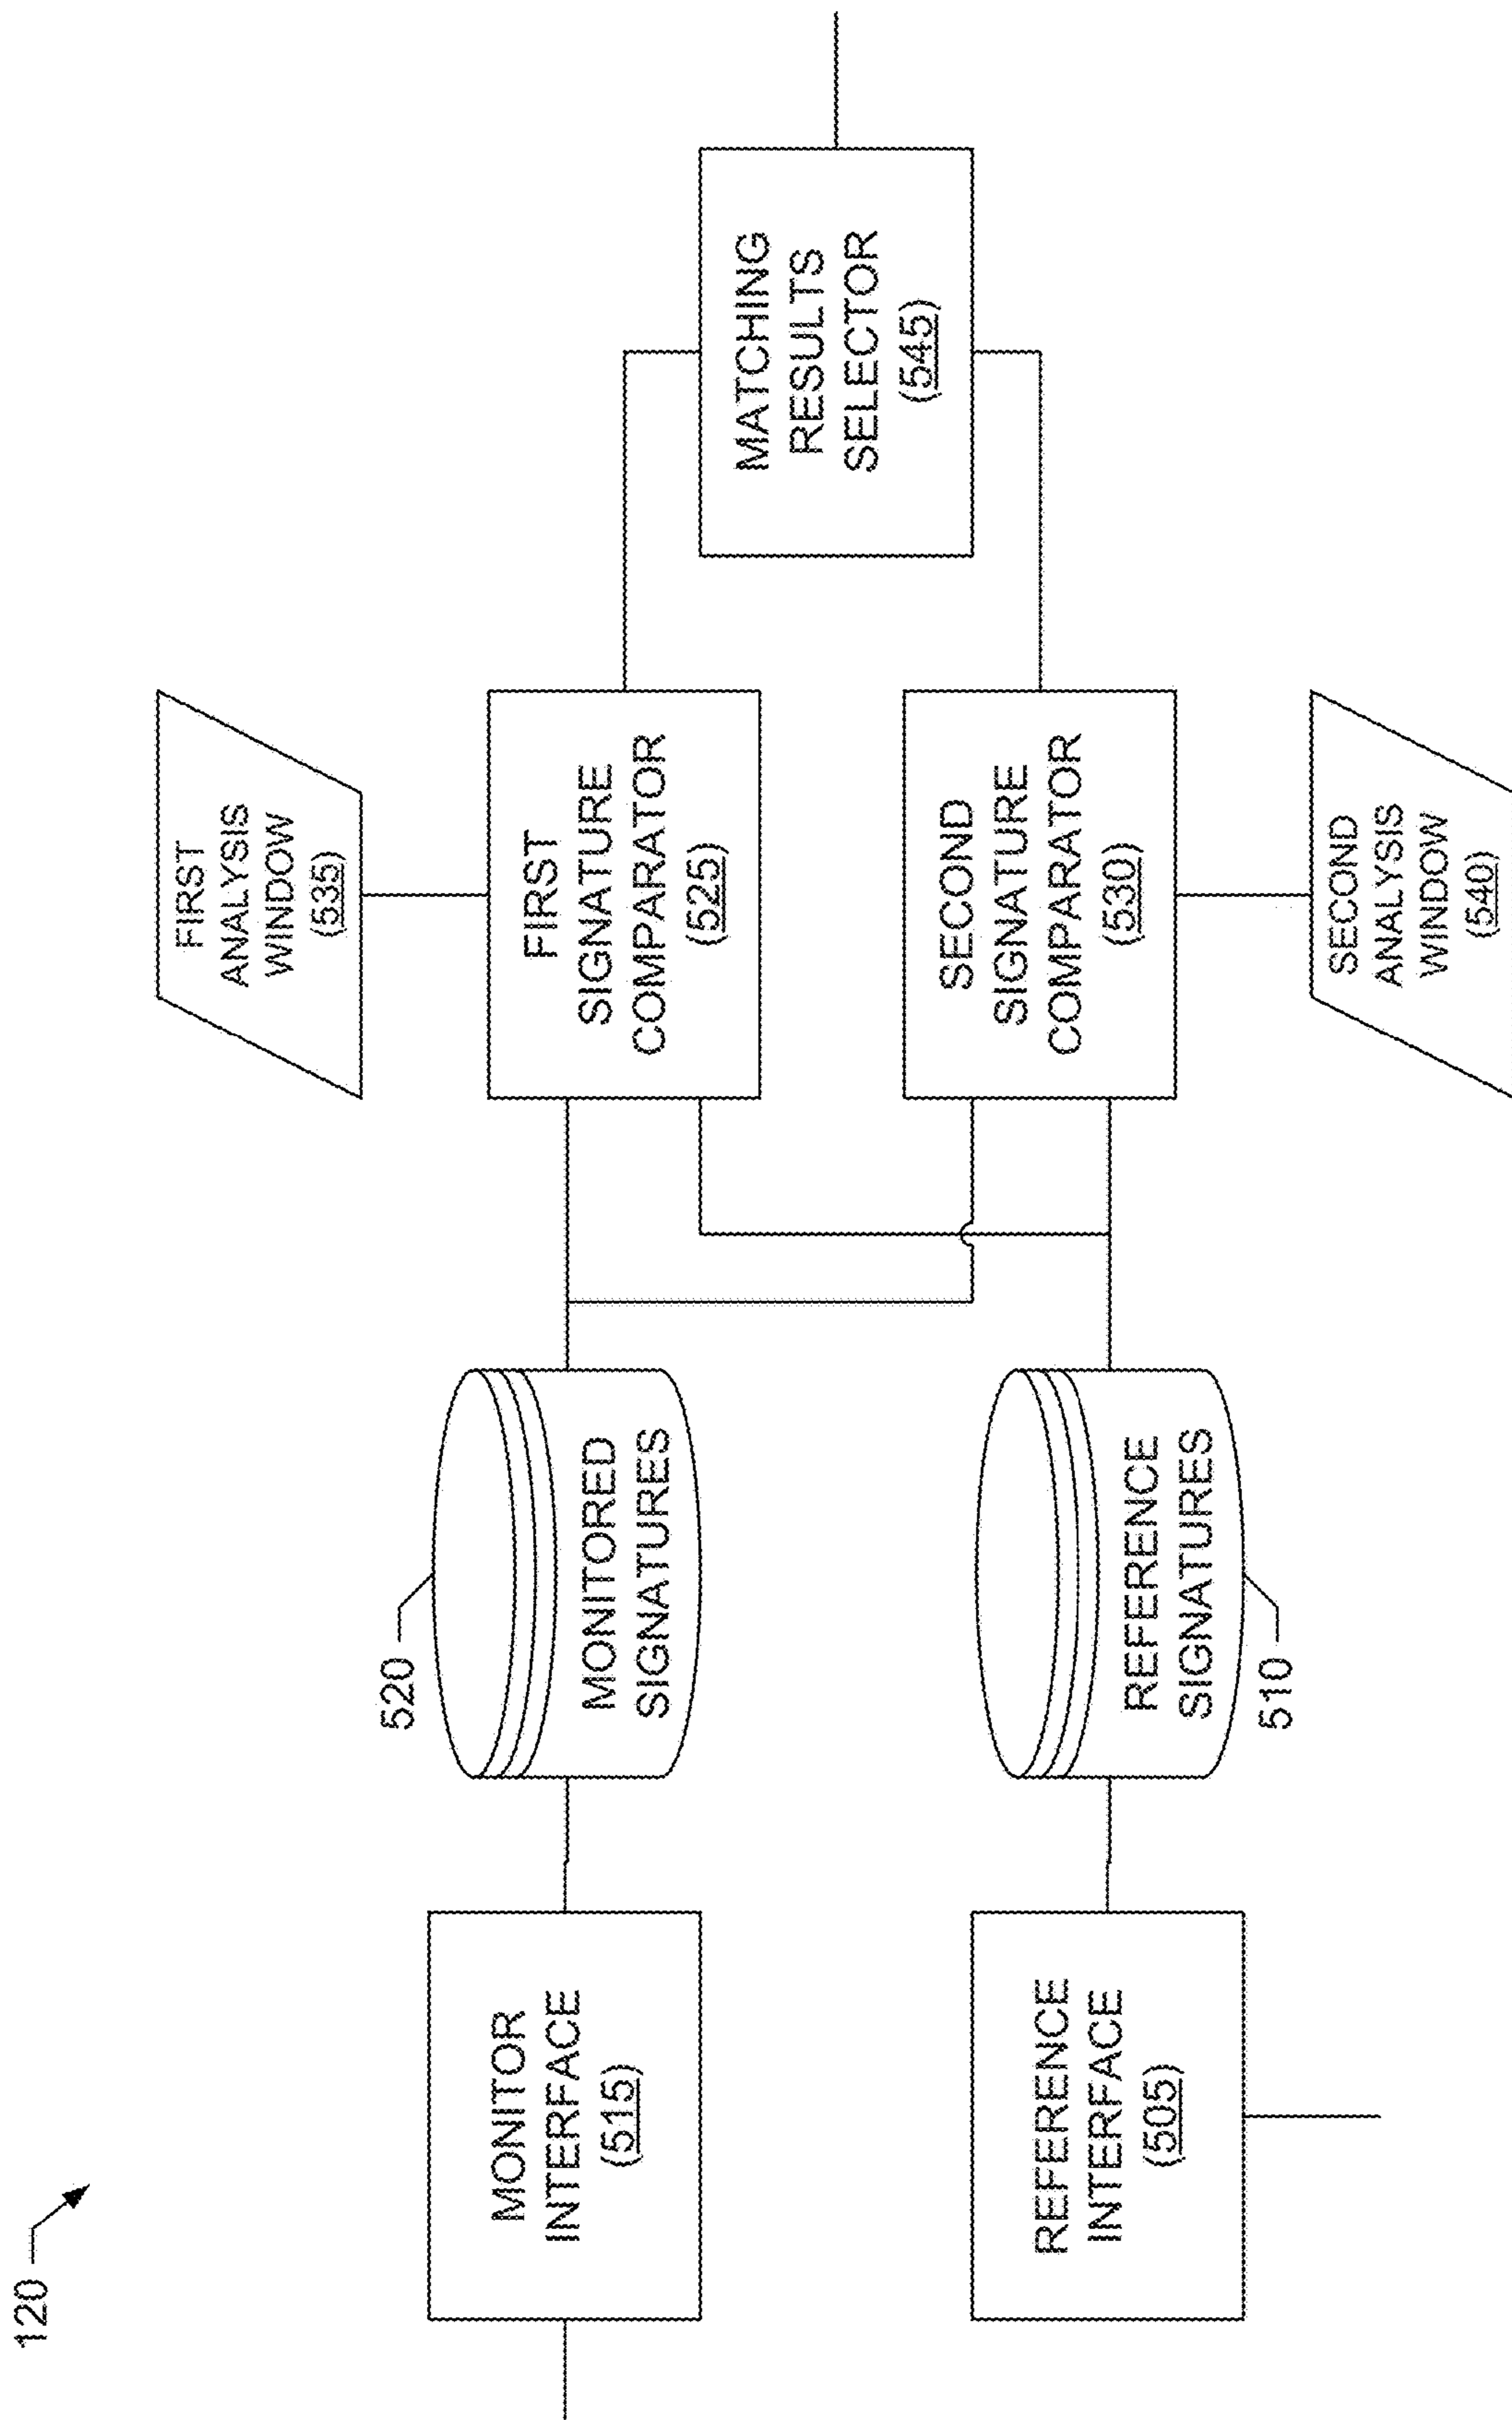 120
MONITOR
INTERFACE
(515)
520
MONITORED
SIGNATURES
FIRST
ANALYSIS
WINDOW
(535)
FIRST
SIGNATURE
COMPARATOR
(525)
MATCHING
RESULTS
SELECTOR
(545)
REFERENCE
INTERFACE
(505)
REFERENCE
SIGNATURES
510
SECOND
SIGNATURE
COMPARATOR
(530)
SECOND
ANALYSIS
WINDOW
(540)